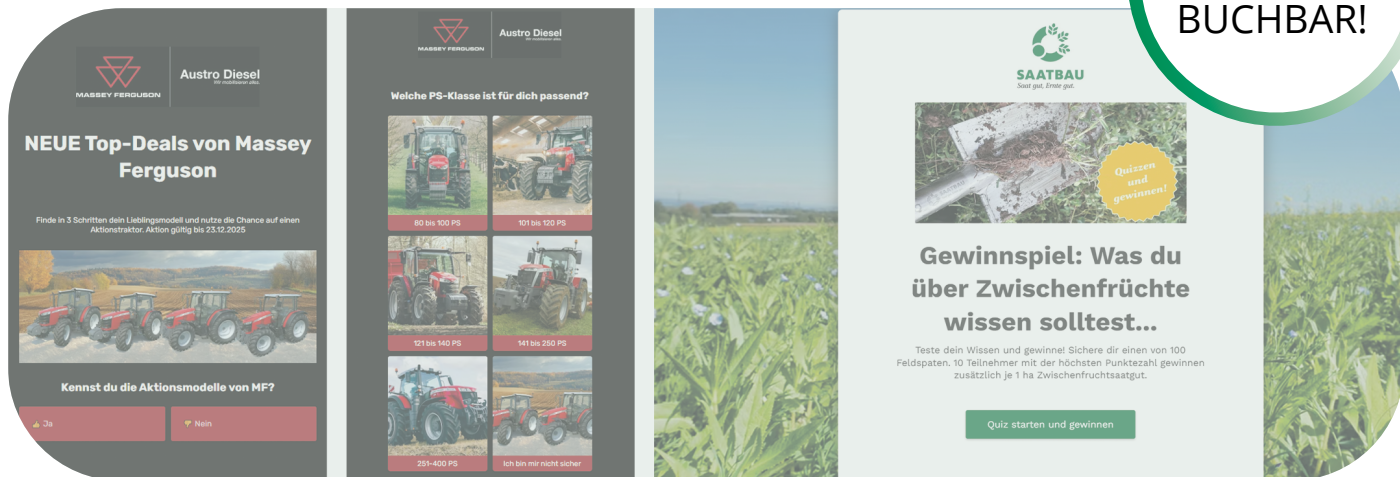 BUCHBAR!
MASSEY FERGUSON
Austro Diesel
Wir mobilisieren alles.
NEUE Top-Deals von Massey
Ferguson
Finde in 3 Schritten dein Lieblingsmodell und nutze die Chance auf einen
Aktionstraktor. Aktion gültig bis 23.12.2025
Kennst du die Aktionsmodelle von MF?
Ja
Nein
MASSEY FERGUSON
Austro Diesel
Wir mobilisieren alles.
Welche PS-Klasse ist für dich passend?
80 bis 100 PS
101 bis 120 PS
121 bis 140 PS
141 bis 250 PS
251-400 PS
Ich bin mir nicht sicher
SAATBAU
Saat gut, Ernte gut.
Quizzen
und
gewinnen!
Gewinnspiel: Was du
über Zwischenfrüchte
wissen solltest...
Teste dein Wissen und gewinne! Sichere dir einen von 100
Feldspaten. 10 Teilnehmer mit der höchsten Punktezahl gewinnen
zusätzlich je 1 ha Zwischenfruchtsaatgut.
Quiz starten und gewinnen